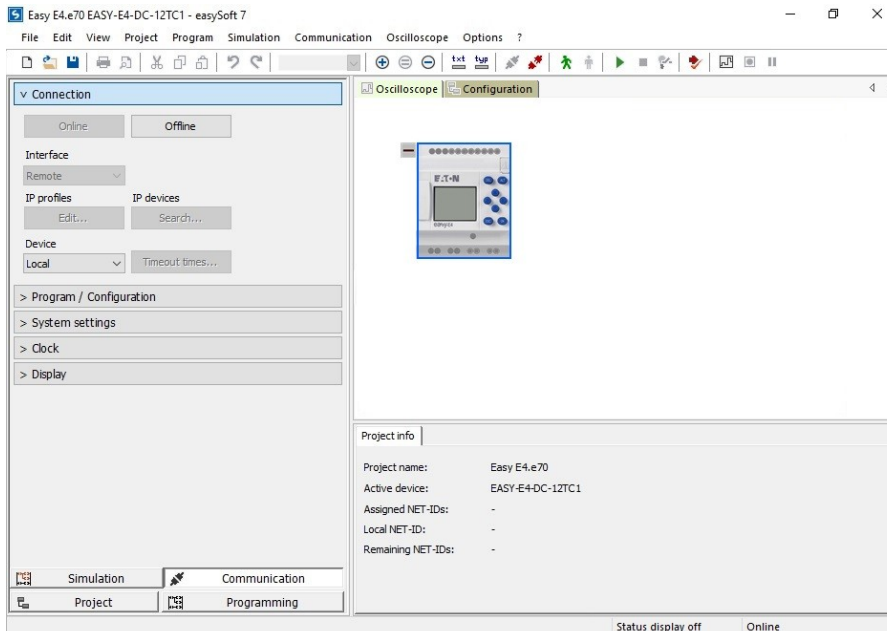 Easy E4.e70 EASY-E4-DC-12TC1 - easySoft 7
File Edit View Project Program Simulation Communication Oscilloscope Options ?
txt typ
v Connection
Oscilloscope Configuration
Online Offline
Interface
Remote
IP profiles IP devices
Edit... Search...
Device
Local Timeout times...
> Program / Configuration
> System settings
> Clock
> Display
E·T·N
Project info
Project name: Easy E4.e70
Active device: EASY-E4-DC-12TC1
Assigned NET-IDs: -
Local NET-ID: -
Remaining NET-IDs: -
Simulation Communication
Project Programming
Status display off Online